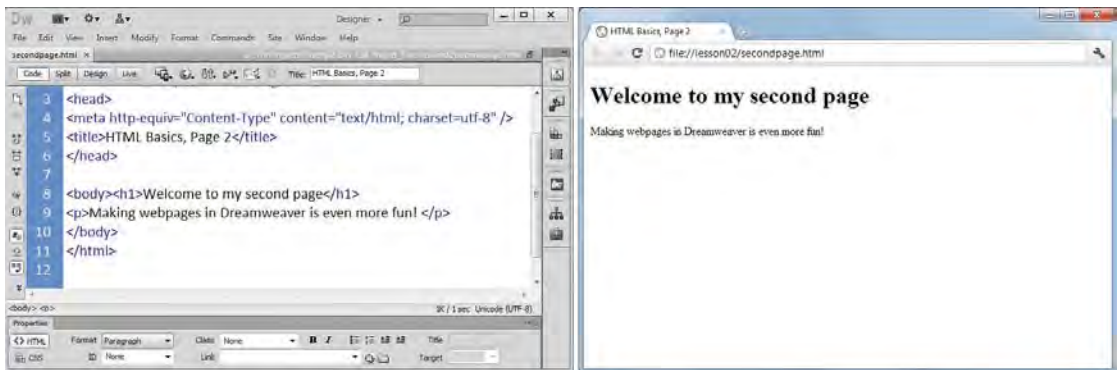 Dw Designer
File Edit View Insert Modify Format Commands Site Window Help
secondpage.html ×
Code Split Design Live Title: HTML Basics, Page 2
3 <head>
4 <meta http-equiv="Content-Type" content="text/html; charset=utf-8" />
5 <title>HTML Basics, Page 2</title>
6 </head>
7
8 <body><h1>Welcome to my second page</h1>
9 <p>Making webpages in Dreamweaver is even more fun! </p>
10 </body>
11 </html>
12
<body> <p> 1K / 1 sec Unicode (UTF-8)
Properties
<> HTML Format Paragraph Class None B I Title
CSS ID None Link Target
HTML Basics, Page 2 ×
file://lesson02/secondpage.html
Welcome to my second page
Making webpages in Dreamweaver is even more fun!